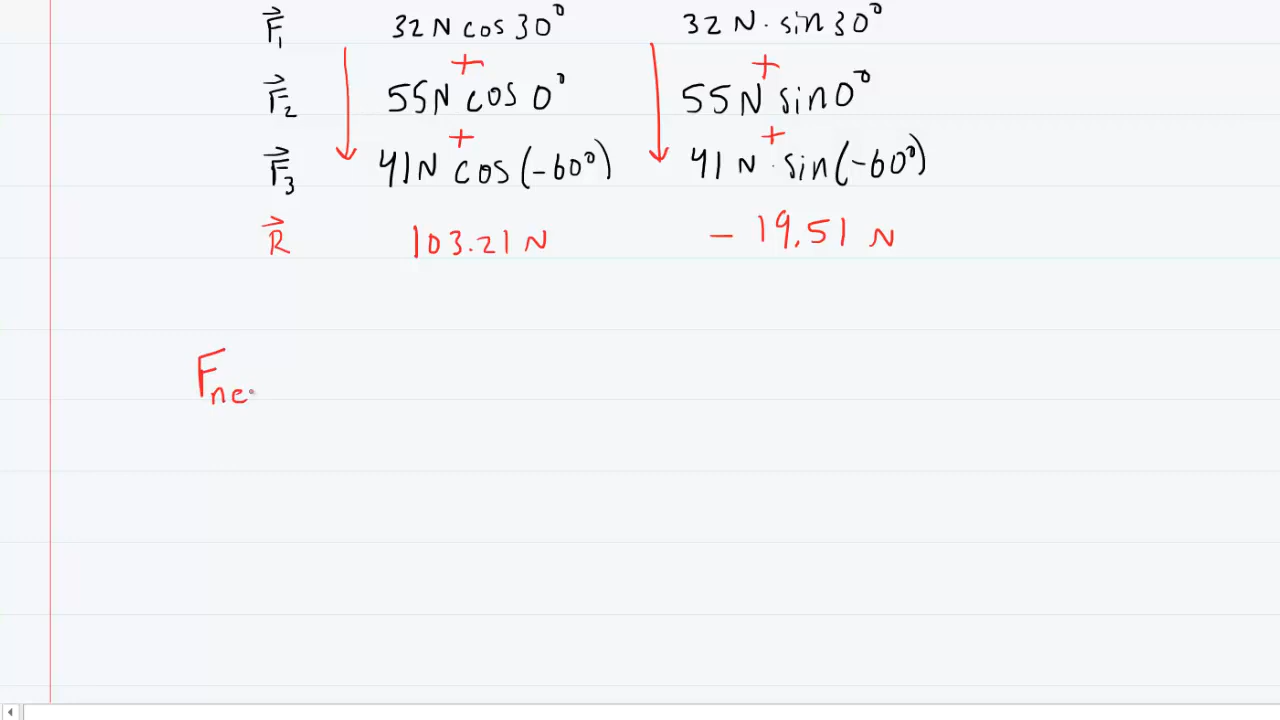 F⃗₁ 32 N cos 30° 32 N · sin 30°
+ +
F⃗₂ 55N cos 0° 55 N sin 0°
+ +
F⃗₃ 41N cos (-60°) 41 N · sin (-60°)
R⃗ 103.21 N - 19.51 N
Fne